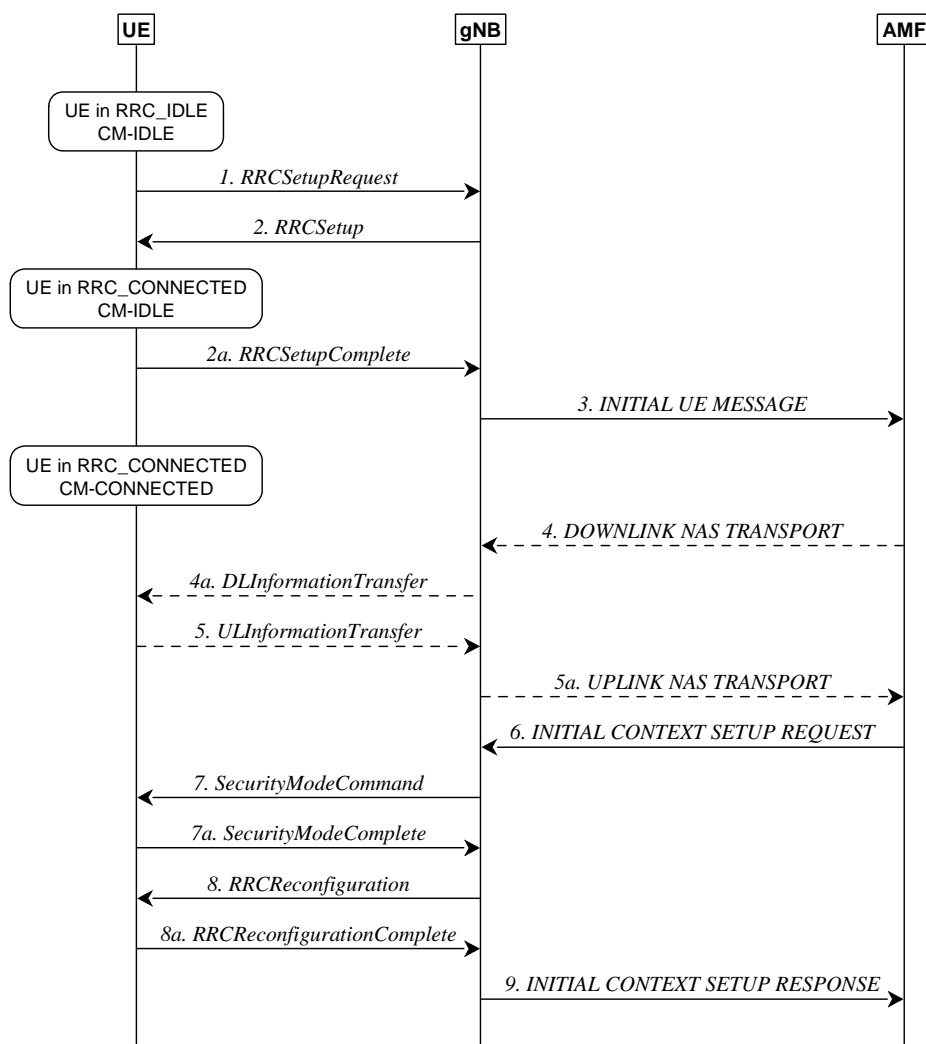 UE
gNB
AMF
UE in RRC_IDLE
CM-IDLE
1. RRCSetupRequest
2. RRCSetup
UE in RRC_CONNECTED
CM-IDLE
2a. RRCSetupComplete
3. INITIAL UE MESSAGE
UE in RRC_CONNECTED
CM-CONNECTED
4. DOWNLINK NAS TRANSPORT
4a. DLInformationTransfer
5. ULInformationTransfer
5a. UPLINK NAS TRANSPORT
6. INITIAL CONTEXT SETUP REQUEST
7. SecurityModeCommand
7a. SecurityModeComplete
8. RRCReconfiguration
8a. RRCReconfigurationComplete
9. INITIAL CONTEXT SETUP RESPONSE